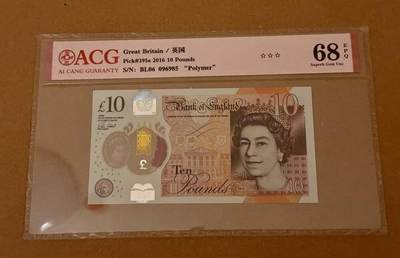 ACG
AI CANG GUARANTY
Great Britain / 英国
Pick#395a 2016 10 Pounds
S/N: BL06 096985 "Polymer"
☆☆☆
68 EPQ
Superb Gem Unc
£10
Bank of England
10
£
Ten
Pounds
10